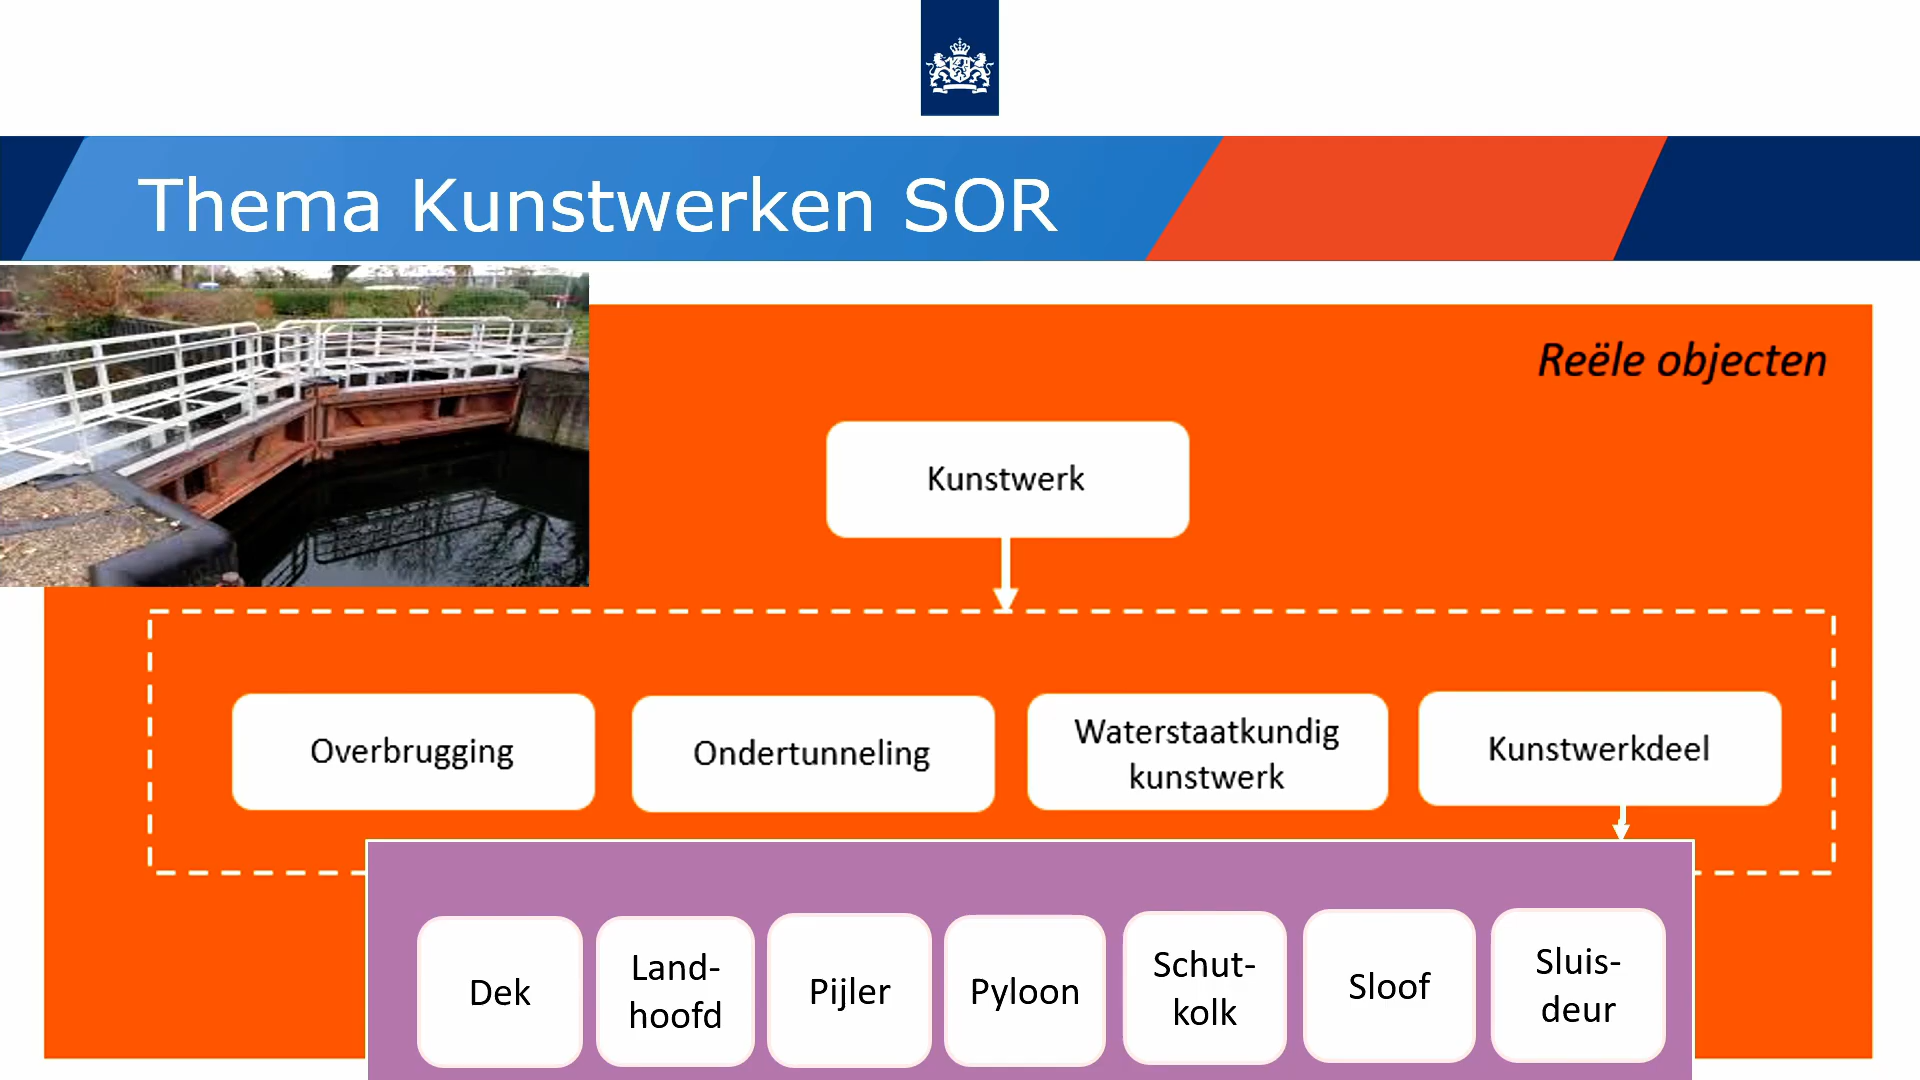 Thema Kunstwerken SOR
Reële objecten
Kunstwerk
Overbrugging
Ondertunneling
Waterstaatkundig
kunstwerk
Kunstwerkdeel
Dek
Land-
hoofd
Pijler
Pyloon
Schut-
kolk
Sloof
Sluis-
deur